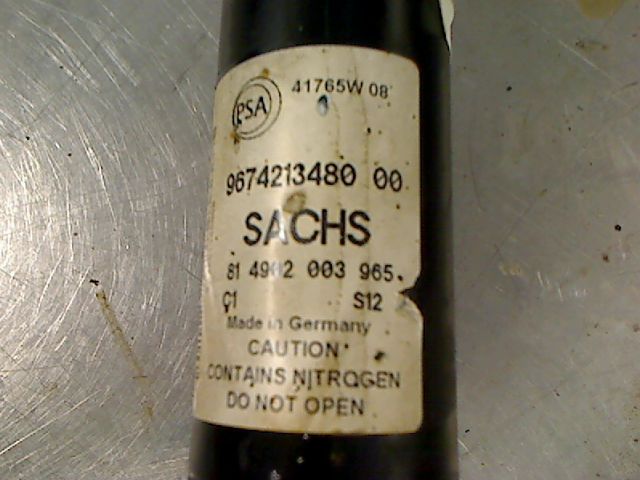 PSA
41765W 08
9674213480 00
SACHS
81 4902 003 965
C1 S12
Made in Germany
CAUTION
CONTAINS NITROGEN
DO NOT OPEN